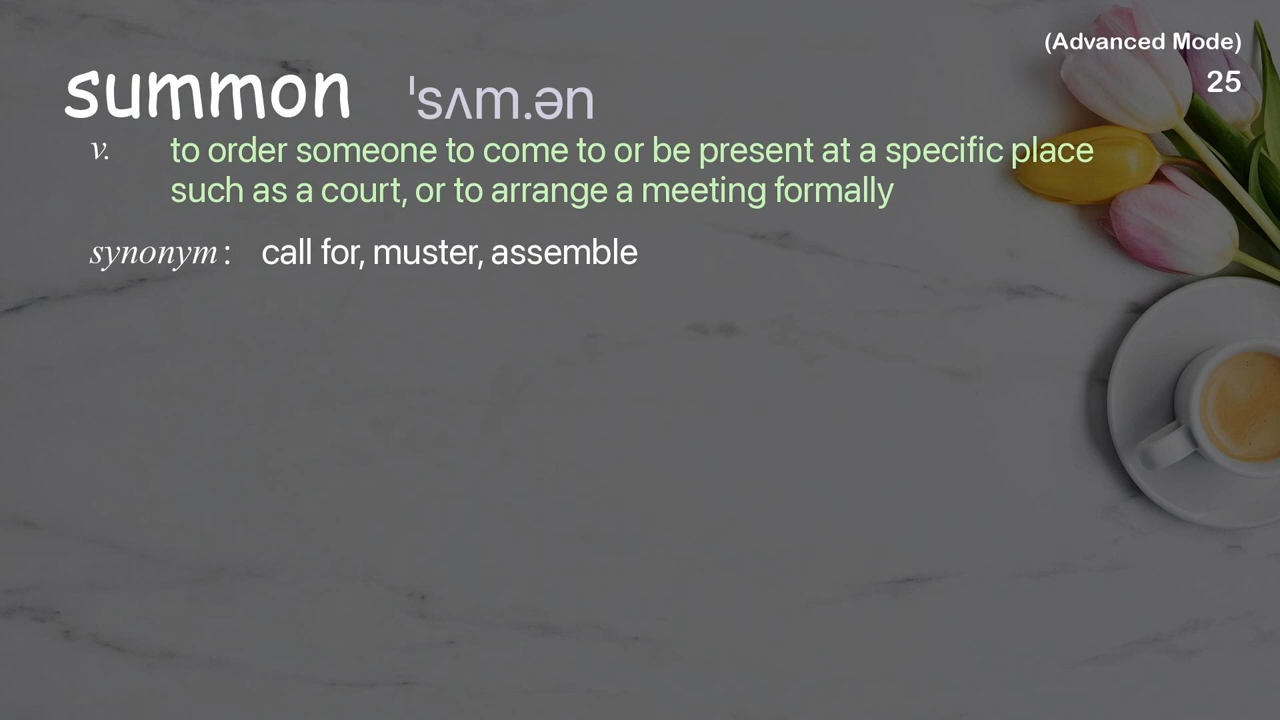 (Advanced Mode)
25
summon ˈsʌm.ən
v. to order someone to come to or be present at a specific place
such as a court, or to arrange a meeting formally
synonym : call for, muster, assemble